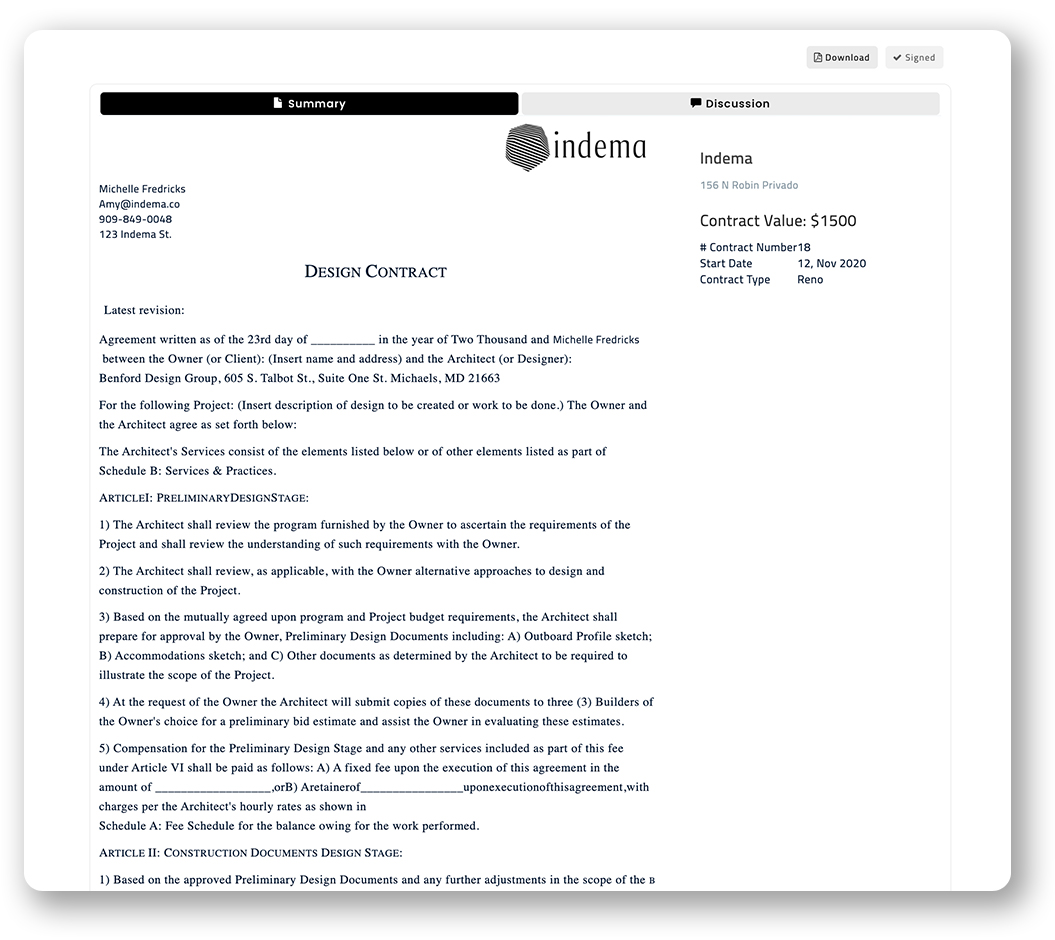 Download
Signed
Summary
Discussion
indema
Michelle Fredricks
Amy@indema.co
909-849-0048
123 Indema St.
DESIGN CONTRACT
Latest revision:
Agreement written as of the 23rd day of __________ in the year of Two Thousand and Michelle Fredricks
between the Owner (or Client): (Insert name and address) and the Architect (or Designer):
Benford Design Group, 605 S. Talbot St., Suite One St. Michaels, MD 21663
For the following Project: (Insert description of design to be created or work to be done.) The Owner and
the Architect agree as set forth below:
The Architect's Services consist of the elements listed below or of other elements listed as part of
Schedule B: Services & Practices.
ARTICLEI: PRELIMINARYDESIGNSTAGE:
1) The Architect shall review the program furnished by the Owner to ascertain the requirements of the
Project and shall review the understanding of such requirements with the Owner.
2) The Architect shall review, as applicable, with the Owner alternative approaches to design and
construction of the Project.
3) Based on the mutually agreed upon program and Project budget requirements, the Architect shall
prepare for approval by the Owner, Preliminary Design Documents including: A) Outboard Profile sketch;
B) Accommodations sketch; and C) Other documents as determined by the Architect to be required to
illustrate the scope of the Project.
4) At the request of the Owner the Architect will submit copies of these documents to three (3) Builders of
the Owner's choice for a preliminary bid estimate and assist the Owner in evaluating these estimates.
5) Compensation for the Preliminary Design Stage and any other services included as part of this fee
under Article VI shall be paid as follows: A) A fixed fee upon the execution of this agreement in the
amount of __________________,orB) Aretainerof________________uponexecutionofthisagreement,with
charges per the Architect's hourly rates as shown in
Schedule A: Fee Schedule for the balance owing for the work performed.
ARTICLE II: CONSTRUCTION DOCUMENTS DESIGN STAGE:
1) Based on the approved Preliminary Design Documents and any further adjustments in the scope of the B
Indema
156 N Robin Privado
Contract Value: $1500
# Contract Number18
Start Date 12, Nov 2020
Contract Type Reno